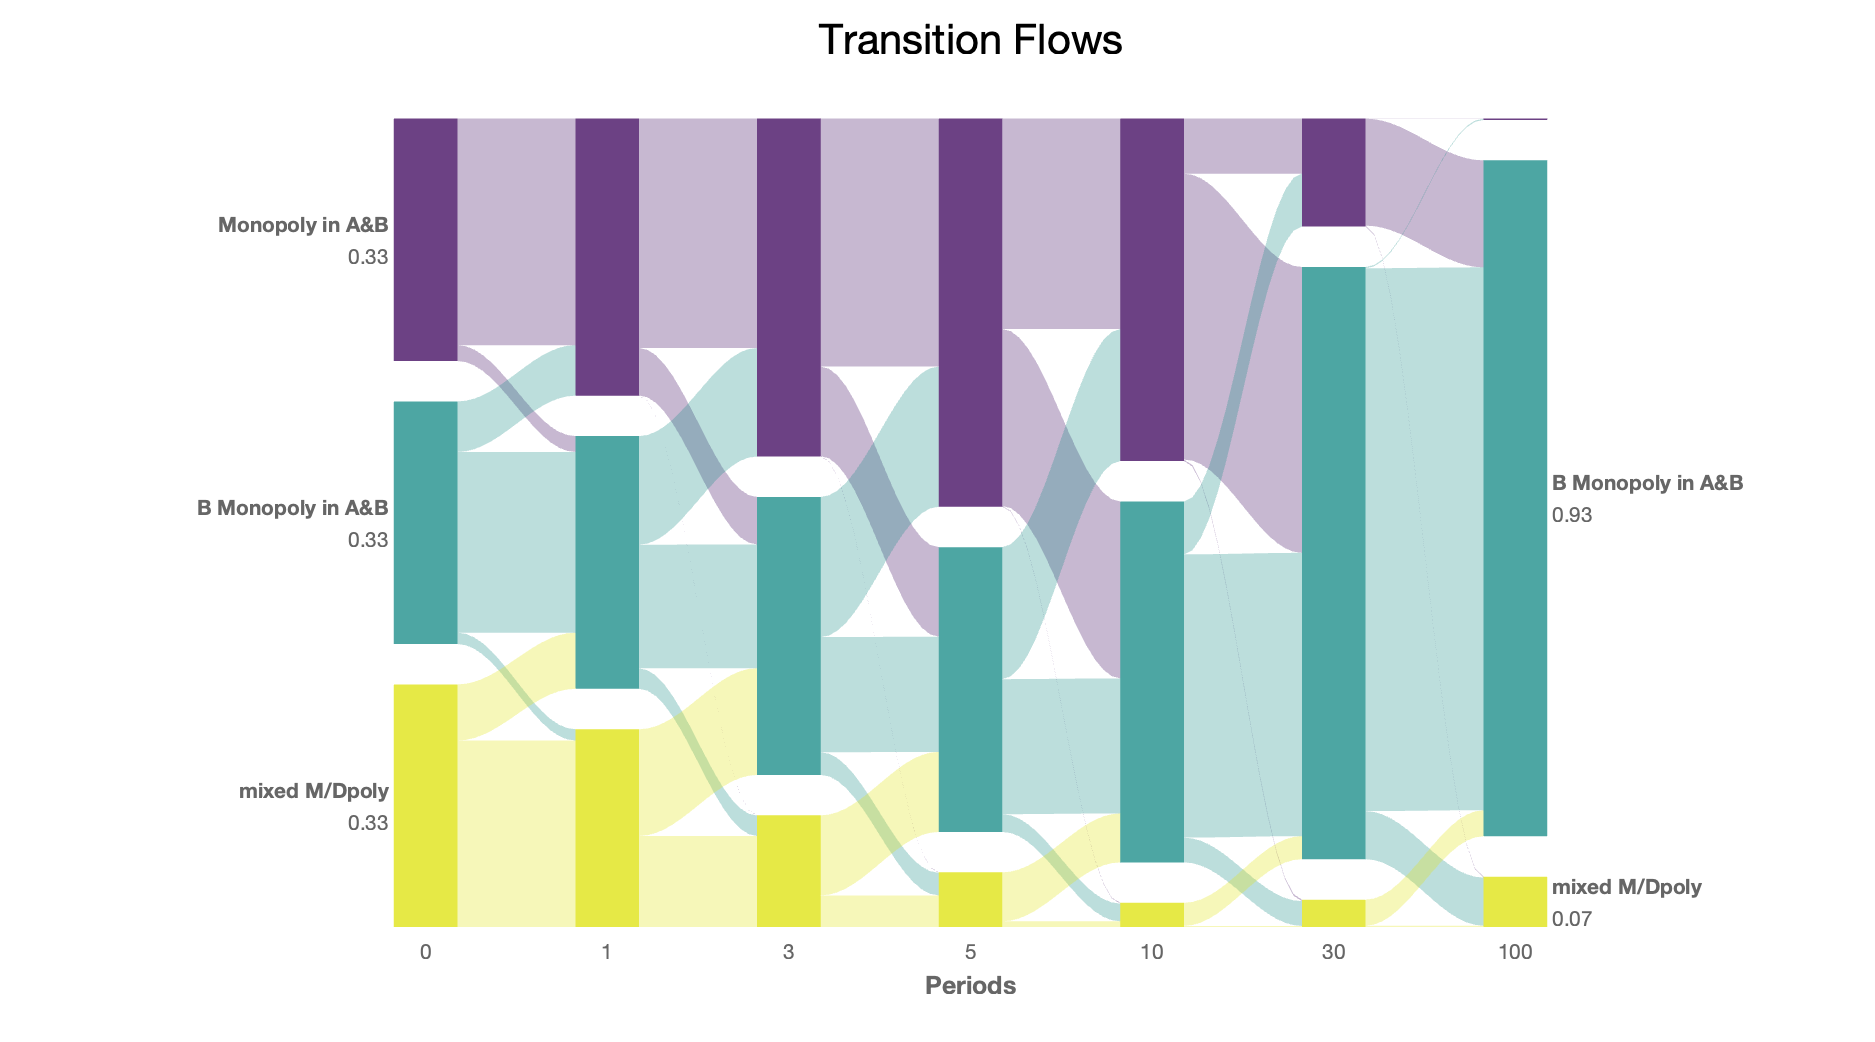 Transition Flows
Monopoly in A&B
0.33
B Monopoly in A&B
0.33
mixed M/Dpoly
0.33
B Monopoly in A&B
0.93
mixed M/Dpoly
0.07
0 1 3 5 10 30 100
Periods